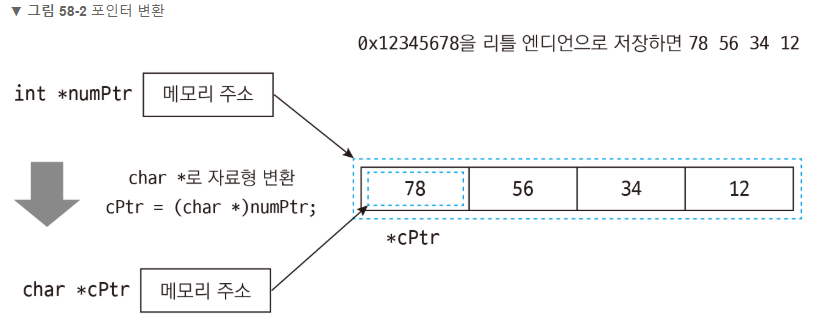 ▼ 그림 58-2 포인터 변환
0x12345678을 리틀 엔디언으로 저장하면 78 56 34 12
int *numPtr 메모리 주소
char *로 자료형 변환
cPtr = (char *)numPtr;
78 56 34 12
*cPtr
char *cPtr 메모리 주소